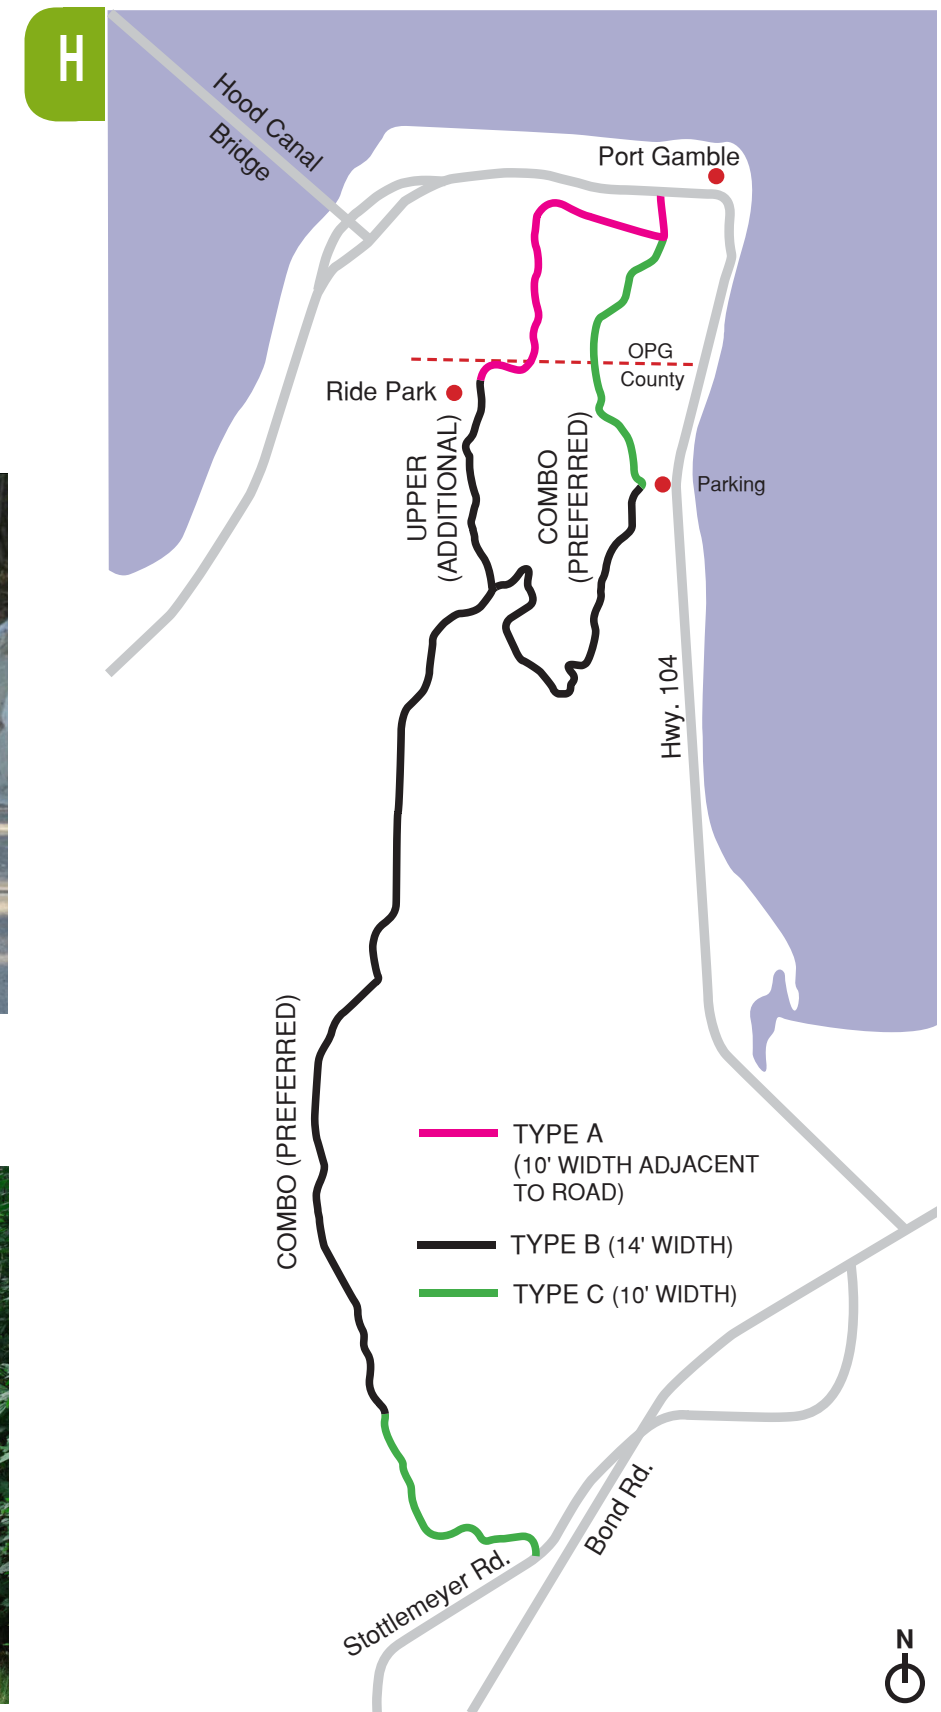 H
Hood Canal
Bridge
Port Gamble
OPG
County
Ride Park
UPPER
(ADDITIONAL)
COMBO
(PREFERRED)
Parking
Hwy. 104
COMBO (PREFERRED)
TYPE A
(10' WIDTH ADJACENT
TO ROAD)
TYPE B (14' WIDTH)
TYPE C (10' WIDTH)
Bond Rd.
Stottlemeyer Rd.
N